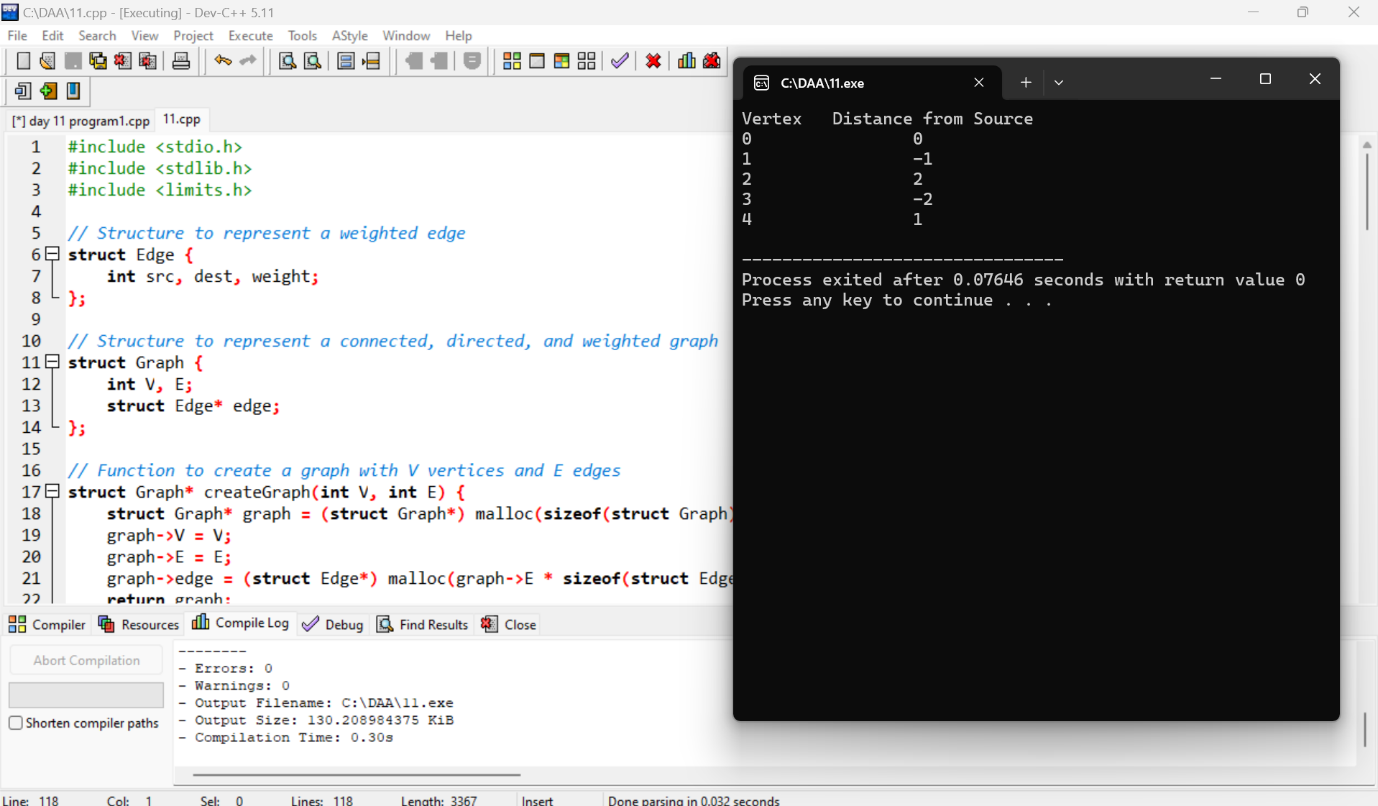 C:\DAA\11.cpp - [Executing] - Dev-C++ 5.11
File Edit Search View Project Execute Tools AStyle Window Help
[*] day 11 program1.cpp 11.cpp
1 #include <stdio.h>
2 #include <stdlib.h>
3 #include <limits.h>
4
5 // Structure to represent a weighted edge
6 struct Edge {
7 int src, dest, weight;
8 };
9
10 // Structure to represent a connected, directed, and weighted graph
11 struct Graph {
12 int V, E;
13 struct Edge* edge;
14 };
15
16 // Function to create a graph with V vertices and E edges
17 struct Graph* createGraph(int V, int E) {
18 struct Graph* graph = (struct Graph*) malloc(sizeof(struct Graph)
19 graph->V = V;
20 graph->E = E;
21 graph->edge = (struct Edge*) malloc(graph->E * sizeof(struct Edge
22 return graph;
C:\DAA\11.exe
Vertex Distance from Source
0 0
1 -1
2 2
3 -2
4 1
--------------------------------
Process exited after 0.07646 seconds with return value 0
Press any key to continue . . .
Compiler Resources Compile Log Debug Find Results Close
Abort Compilation
Shorten compiler paths
--------
- Errors: 0
- Warnings: 0
- Output Filename: C:\DAA\11.exe
- Output Size: 130.208984375 KiB
- Compilation Time: 0.30s
Line: 118 Col: 1 Sel: 0 Lines: 118 Length: 3367 Insert Done parsing in 0.032 seconds